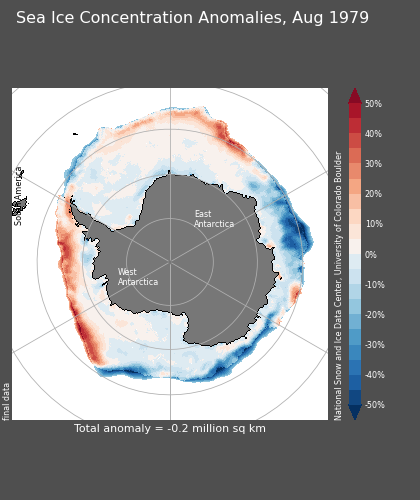 Sea Ice Concentration Anomalies, Aug 1979
South America
East
Antarctica
West
Antarctica
final data
50%
40%
30%
20%
10%
0%
-10%
-20%
-30%
-40%
-50%
National Snow and Ice Data Center, University of Colorado Boulder
Total anomaly = -0.2 million sq km